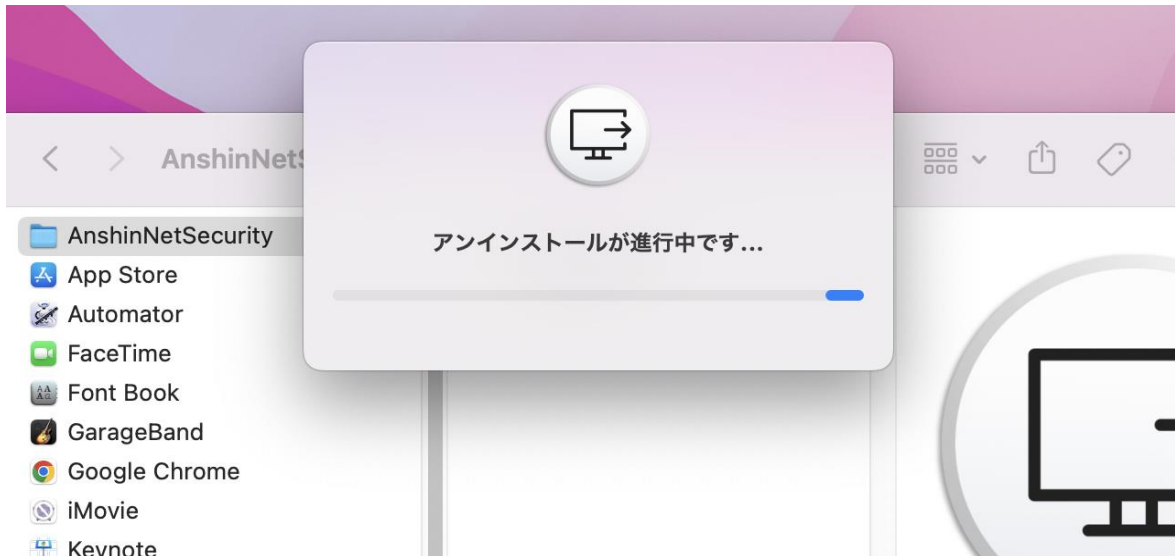 AnshinNetS
アンインストールが進行中です...
AnshinNetSecurity
App Store
Automator
FaceTime
Font Book
GarageBand
Google Chrome
iMovie
Keynote